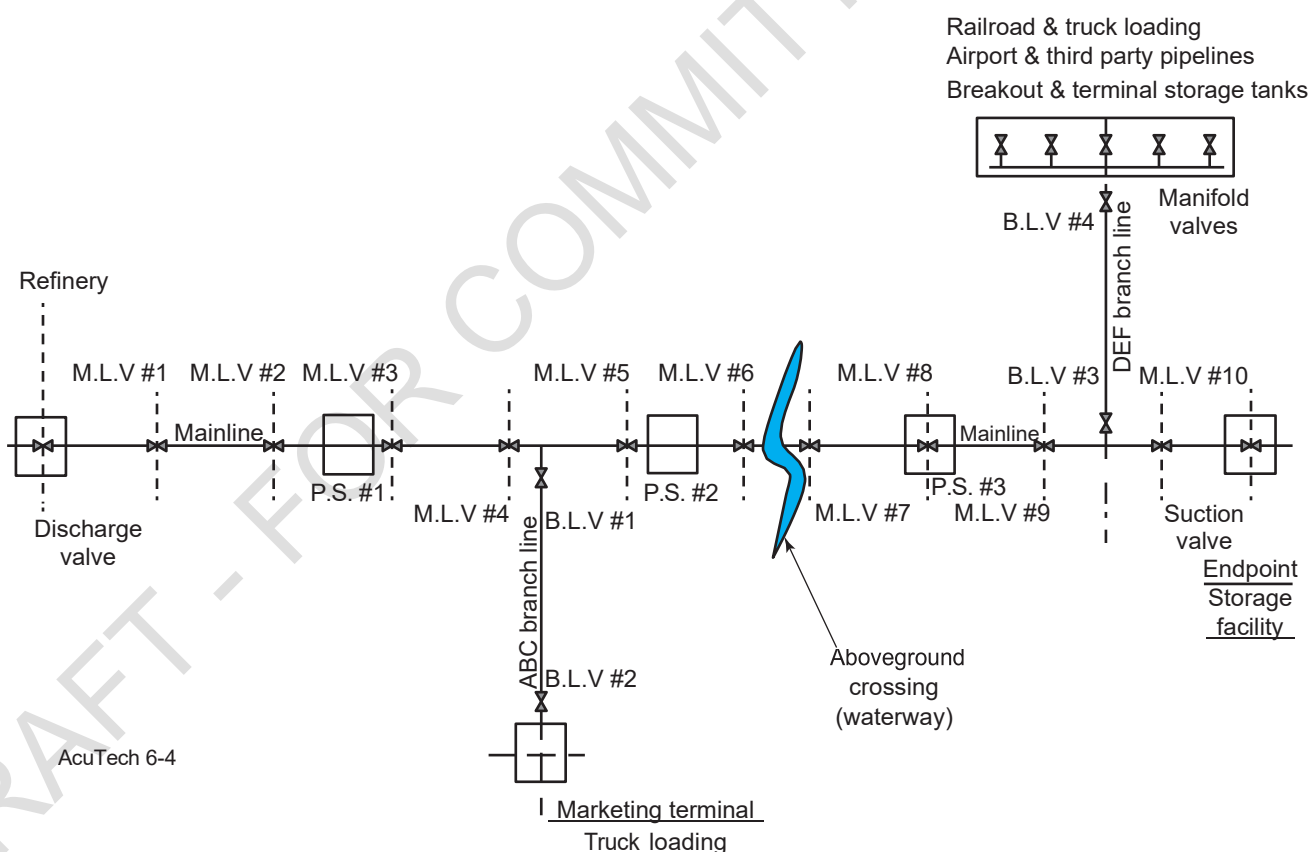 Railroad & truck loading
Airport & third party pipelines
Breakout & terminal storage tanks
Manifold
valves
B.L.V #4
DEF branch line
Refinery
M.L.V #1
M.L.V #2
M.L.V #3
M.L.V #5
M.L.V #6
M.L.V #8
B.L.V #3
M.L.V #10
Mainline
Mainline
P.S. #1
M.L.V #4
P.S. #2
M.L.V #7
P.S. #3
M.L.V #9
Discharge
valve
B.L.V #1
ABC branch line
B.L.V #2
Suction
valve
Endpoint
Storage
facility
Aboveground
crossing
(waterway)
AcuTech 6-4
Marketing terminal
Truck loading
RAFT - FOR COMMIT